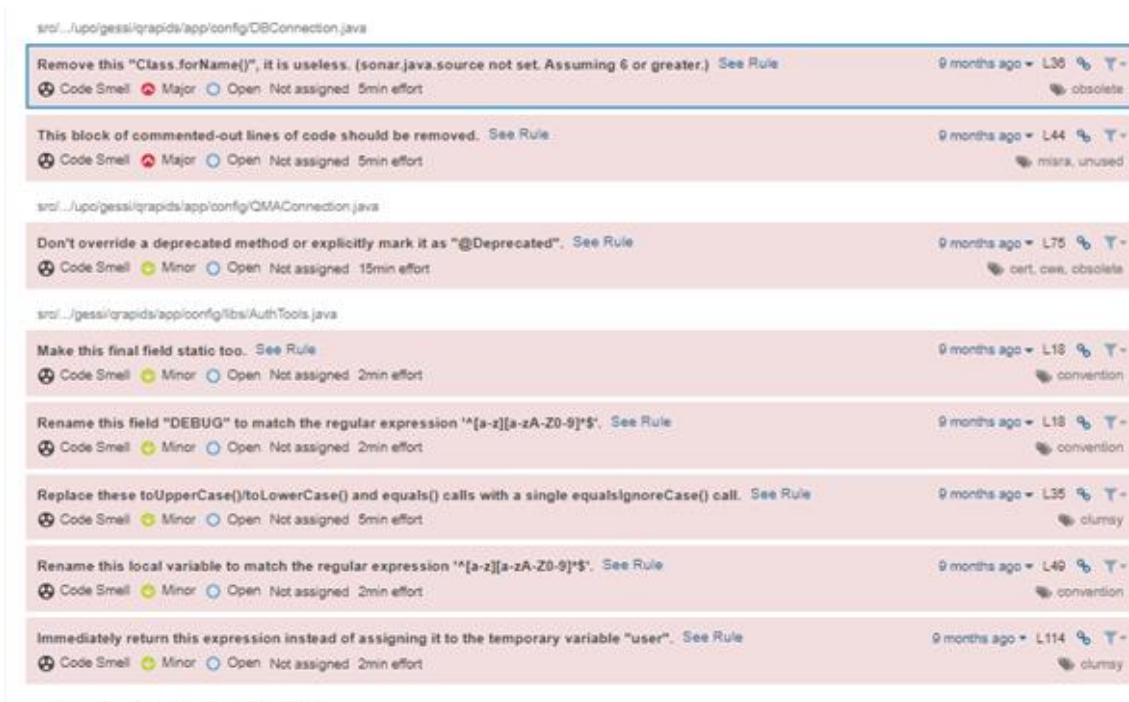 src/.../upo/gessi/qrapids/app/config/DBConnection.java
Remove this "Class.forName()", it is useless. (sonar.java.source not set. Assuming 6 or greater.) See Rule 9 months ago L36
Code Smell Major Open Not assigned 5min effort obsolete
This block of commented-out lines of code should be removed. See Rule 9 months ago L44
Code Smell Major Open Not assigned 5min effort misra, unused
src/.../upo/gessi/qrapids/app/config/QMAConnection.java
Don't override a deprecated method or explicitly mark it as "@Deprecated". See Rule 9 months ago L75
Code Smell Minor Open Not assigned 15min effort cert, cwe, obsolete
src/.../gessi/qrapids/app/config/libs/AuthTools.java
Make this final field static too. See Rule 9 months ago L18
Code Smell Minor Open Not assigned 2min effort convention
Rename this field "DEBUG" to match the regular expression '^[a-z][a-zA-Z0-9]*$'. See Rule 9 months ago L18
Code Smell Minor Open Not assigned 2min effort convention
Replace these toUpperCase()/toLowerCase() and equals() calls with a single equalsIgnoreCase() call. See Rule 9 months ago L35
Code Smell Minor Open Not assigned 5min effort clumsy
Rename this local variable to match the regular expression '^[a-z][a-zA-Z0-9]*$'. See Rule 9 months ago L49
Code Smell Minor Open Not assigned 2min effort convention
Immediately return this expression instead of assigning it to the temporary variable "user". See Rule 9 months ago L114
Code Smell Minor Open Not assigned 2min effort clumsy